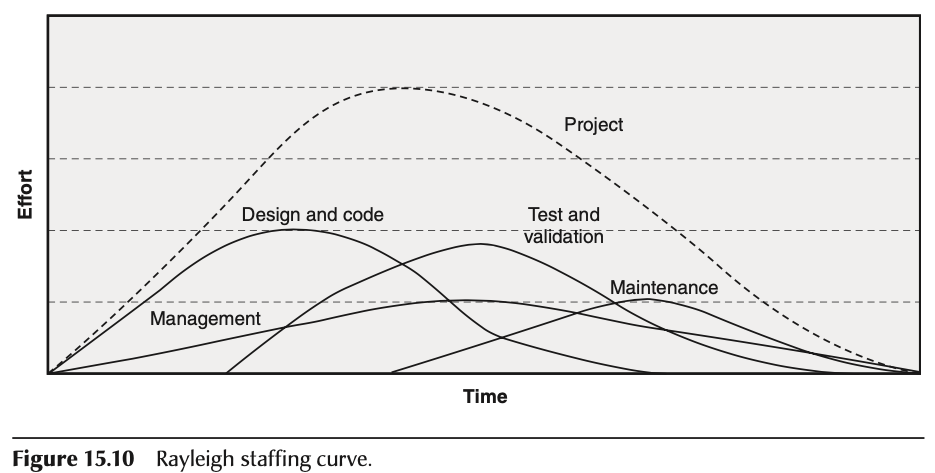 Project
Design and code
Test and
validation
Maintenance
Management
Effort
Time
Figure 15.10 Rayleigh staffing curve.